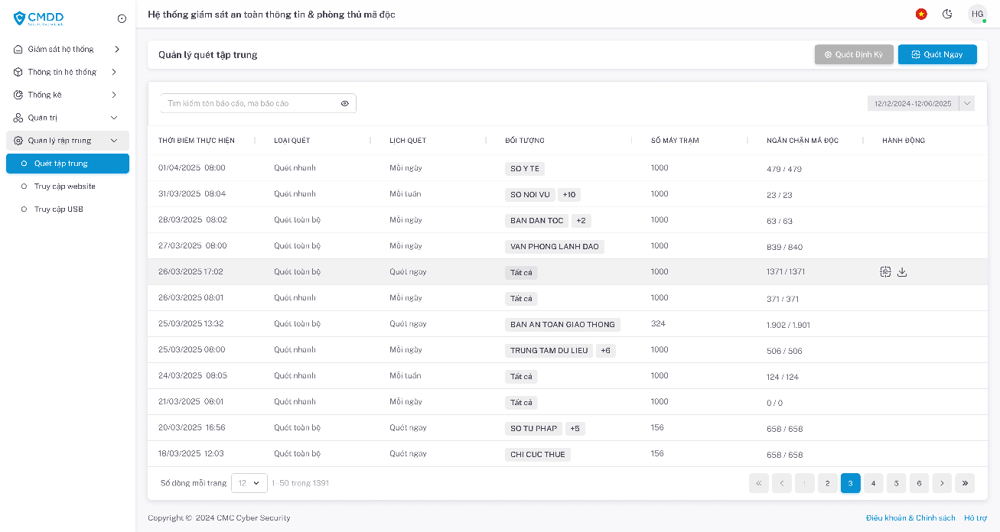 CMDD
Hệ thống giám sát an toàn thông tin & phòng thủ mã độc
HG
Giám sát hệ thống
Thông tin hệ thống
Thống kê
Quản trị
Quản lý tập trung
Quét tập trung
Truy cập website
Truy cập USB
Quản lý quét tập trung
Quét Định Kỳ
Quét Ngay
Tìm kiếm tên báo cáo, mã báo cáo
12/12/2024 - 12/06/2025
THỜI ĐIỂM THỰC HIỆN LOẠI QUÉT LỊCH QUÉT ĐỐI TƯỢNG SỐ MÁY TRẠM NGĂN CHẶN MÃ ĐỘC HÀNH ĐỘNG
01/04/2025 08:00 Quét nhanh Mỗi ngày SO Y TE 1000 479 / 479
31/03/2025 08:04 Quét nhanh Mỗi tuần SO NOI VU +10 1000 23 / 23
28/03/2025 08:02 Quét toàn bộ Mỗi ngày BAN DAN TOC +2 1000 63 / 63
27/03/2025 08:00 Quét toàn bộ Mỗi ngày VAN PHONG LANH DAO 1000 839 / 840
26/03/2025 17:02 Quét toàn bộ Quét ngay Tất cả 1000 1371 / 1371
26/03/2025 08:01 Quét toàn bộ Mỗi ngày Tất cả 1000 371 / 371
25/03/2025 13:32 Quét toàn bộ Quét ngay BAN AN TOAN GIAO THONG 324 1.902 / 1.901
25/03/2025 08:00 Quét nhanh Mỗi ngày TRUNG TAM DU LIEU +6 1000 506 / 506
24/03/2025 08:05 Quét nhanh Mỗi tuần Tất cả 1000 124 / 124
21/03/2025 08:01 Quét nhanh Mỗi ngày Tất cả 1000 0 / 0
20/03/2025 16:56 Quét toàn bộ Quét ngay SO TU PHAP +5 156 658 / 658
18/03/2025 12:03 Quét toàn bộ Quét ngay CHI CUC THUE 156 658 / 658
Số dòng mỗi trang 12 1-50 trong 1391
« < 1 2 3 4 5 6 > »
Copyright © 2024 CMC Cyber Security
Điều khoản & Chính sách Hỗ trợ